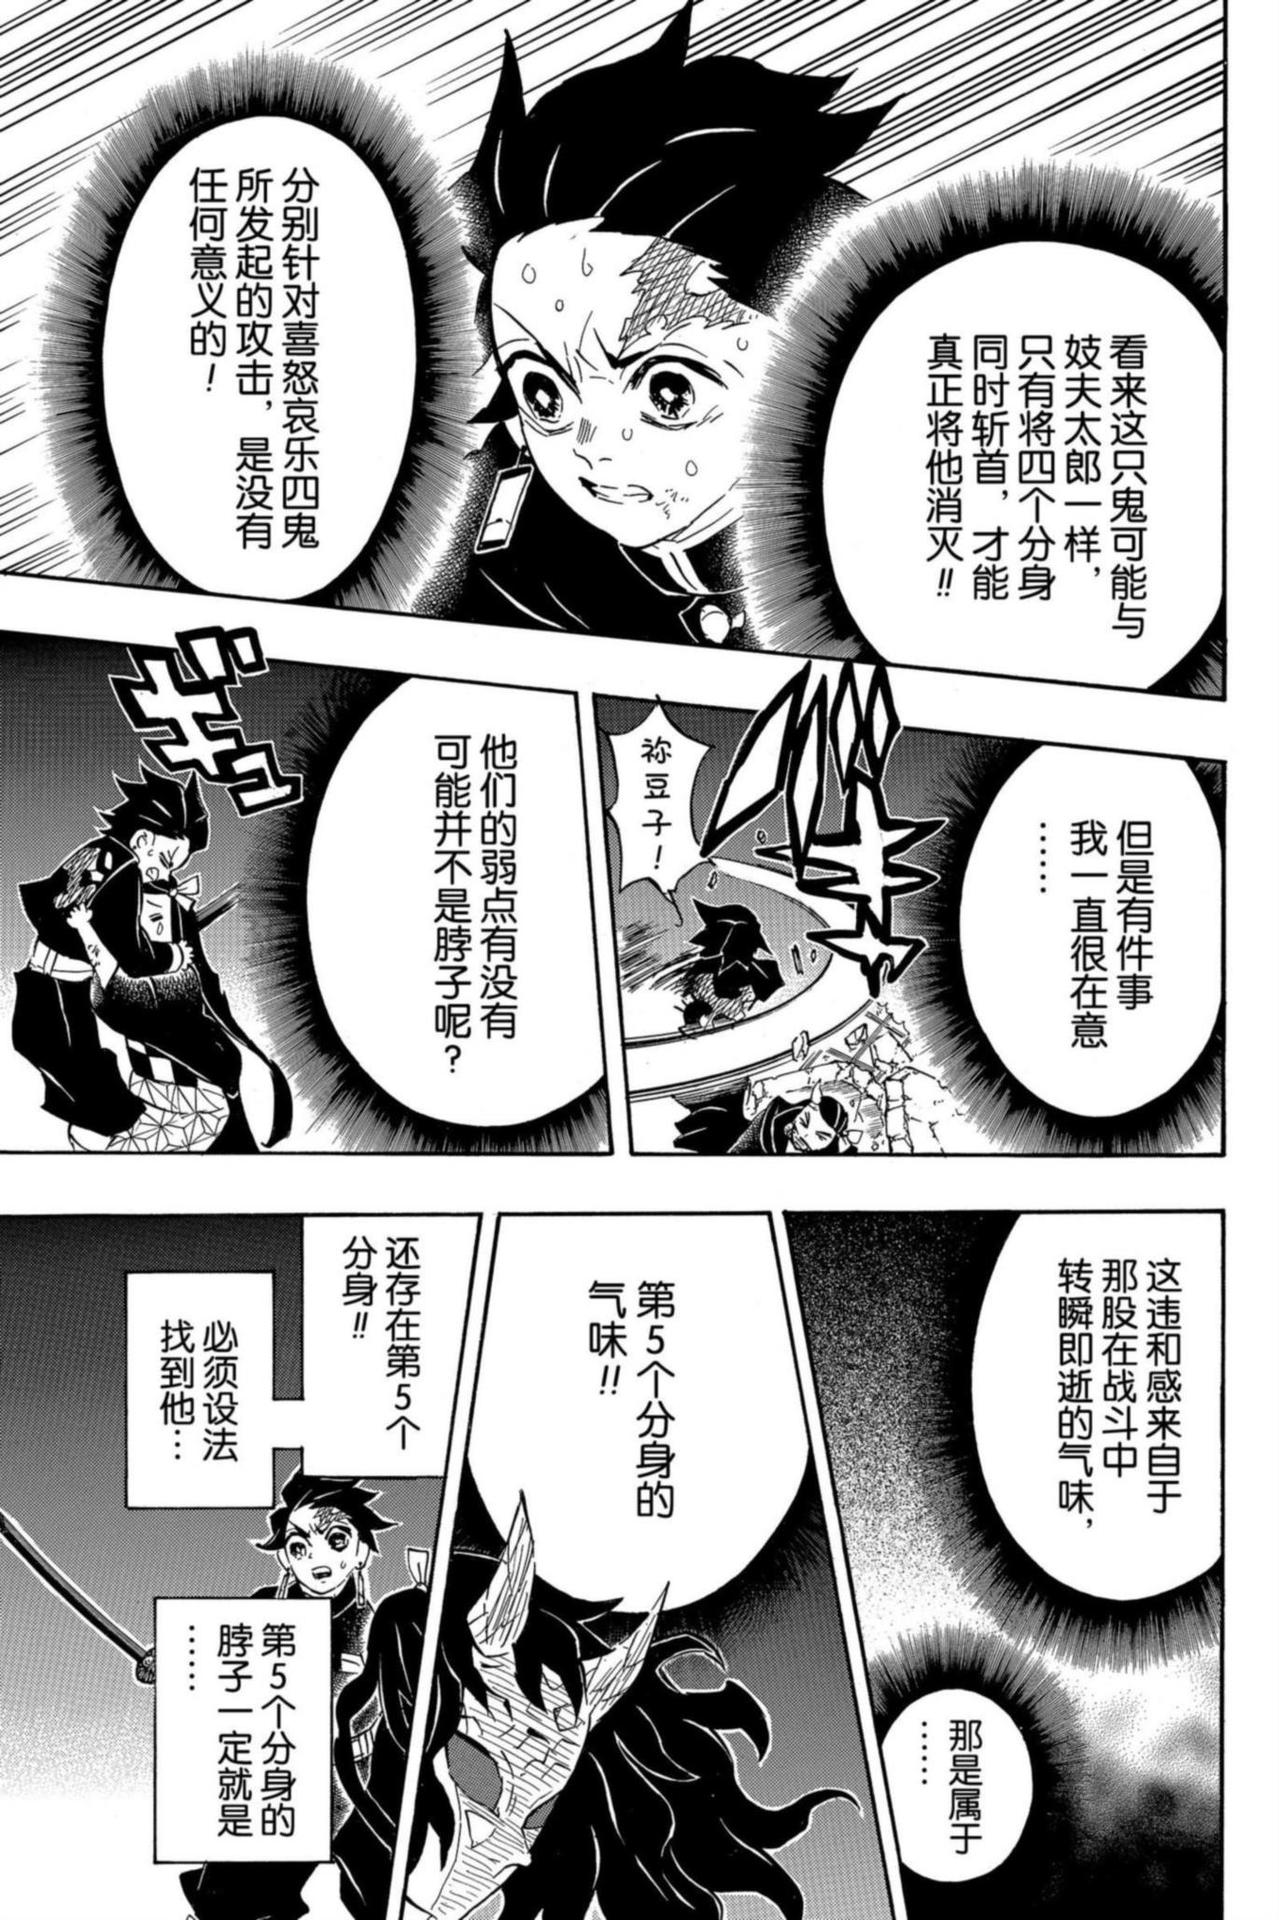 看来这只鬼可能与
妓夫太郎一样，
只有将四个分身
同时斩首，才能
真正将他消灭！！
分别针对喜怒哀乐四鬼
所发起的攻击，是没有
任何意义的！
但是有件事
我一直很在意
……
祢豆子！
他们的弱点有没有
可能并不是脖子呢？
ギュ
这违和感来自于
那股在战斗中
转瞬即逝的气味，
那是属于
……
第5个分身的
气味！！
还存在第5个
分身！！
必须设法
找到他…
第5个分身的
脖子一定就是
……